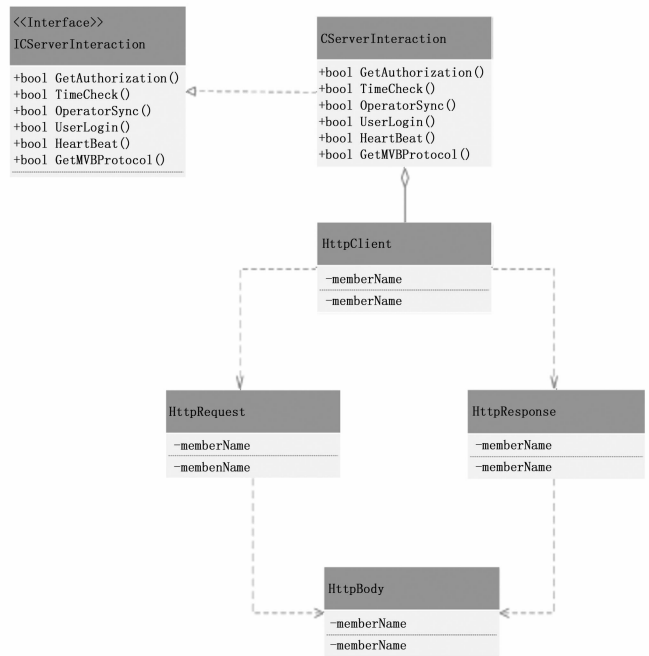 <<Interface>>
ICServerInteraction
+bool GetAuthorization()
+bool TimeCheck()
+bool OperatorSync()
+bool UserLogin()
+bool HeartBeat()
+bool GetMVBProtocol()
CServerInteraction
+bool GetAuthorization()
+bool TimeCheck()
+bool OperatorSync()
+bool UserLogin()
+bool HeartBeat()
+bool GetMVBProtocol()
HttpClient
-memberName
-memberName
HttpRequest
-memberName
-membenName
HttpResponse
-memberName
-memberName
HttpBody
-memberName
-memberName